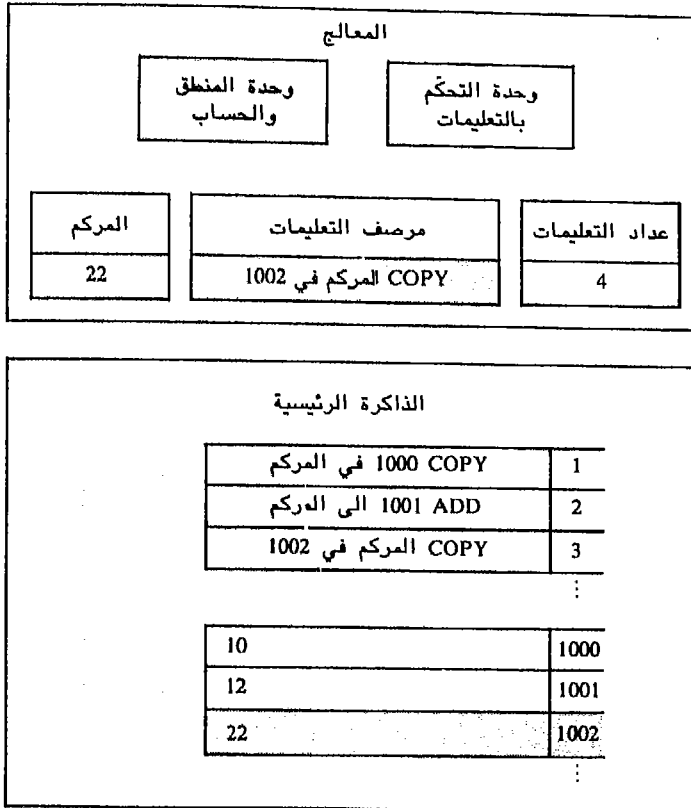 المعالج
وحدة التحكّم
بالتعليمات
وحدة المنطق
والحساب
عداد التعليمات
4
مرصف التعليمات
COPY المركم في 1002
المركم
22
الذاكرة الرئيسية
1 COPY 1000 في المركم
2 ADD 1001 الى المركم
3 COPY المركم في 1002
⋮
1000 10
1001 12
1002 22
⋮